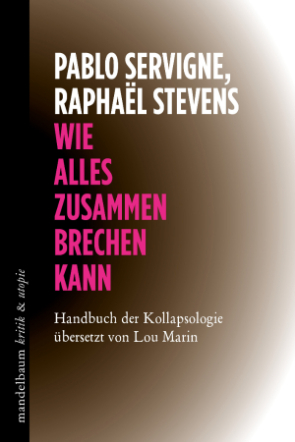 PABLO SERVIGNE,
RAPHAËL STEVENS
WIE
ALLES
ZUSAMMEN
BRECHEN
KANN
Handbuch der Kollapsologie
übersetzt von Lou Marin
mandelbaum kritik & utopie